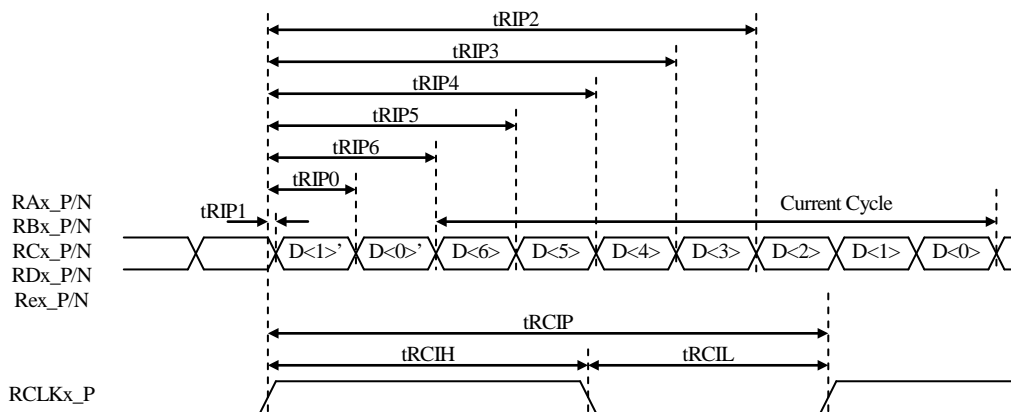 tRIP2
tRIP3
tRIP4
tRIP5
tRIP6
tRIP0
tRIP1
Current Cycle
RAx_P/N
RBx_P/N
RCx_P/N
RDx_P/N
Rex_P/N
D<1>’ D<0>’ D<6> D<5> D<4> D<3> D<2> D<1> D<0>
tRCIP
tRCIH tRCIL
RCLKx_P